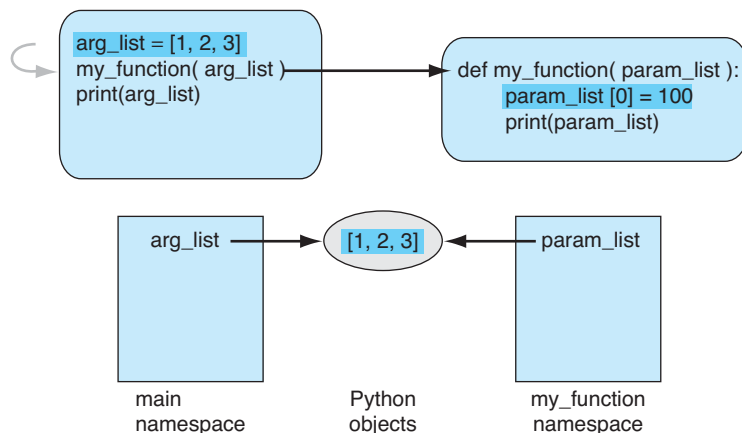 arg_list = [1, 2, 3]
my_function( arg_list )
print(arg_list)
def my_function( param_list ):
param_list [0] = 100
print(param_list)
arg_list
[1, 2, 3]
param_list
main
namespace
Python
objects
my_function
namespace